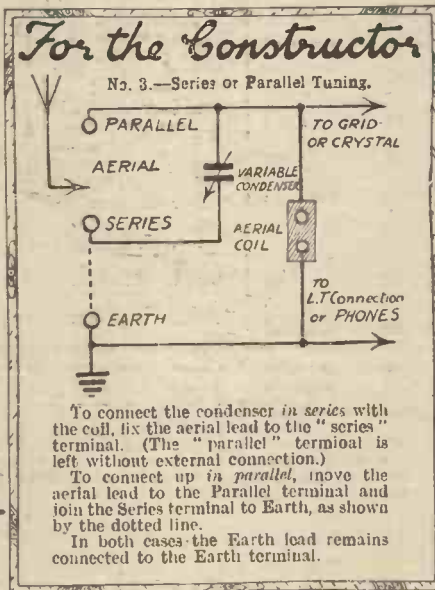 For the Constructor
No. 3.—Series or Parallel Tuning.
PARALLEL
TO GRID
OR CRYSTAL
AERIAL
VARIABLE
CONDENSER
SERIES
AERIAL
COIL
TO
L.T Connection
or PHONES
EARTH
To connect the condenser in series with
the coil, fix the aerial lead to the "series"
terminal. (The "parallel" terminal is
left without external connection.)
To connect up in parallel, move the
aerial lead to the Parallel terminal and
join the Series terminal to Earth, as shown
by the dotted line.
In both cases the Earth lead remains
connected to the Earth terminal.